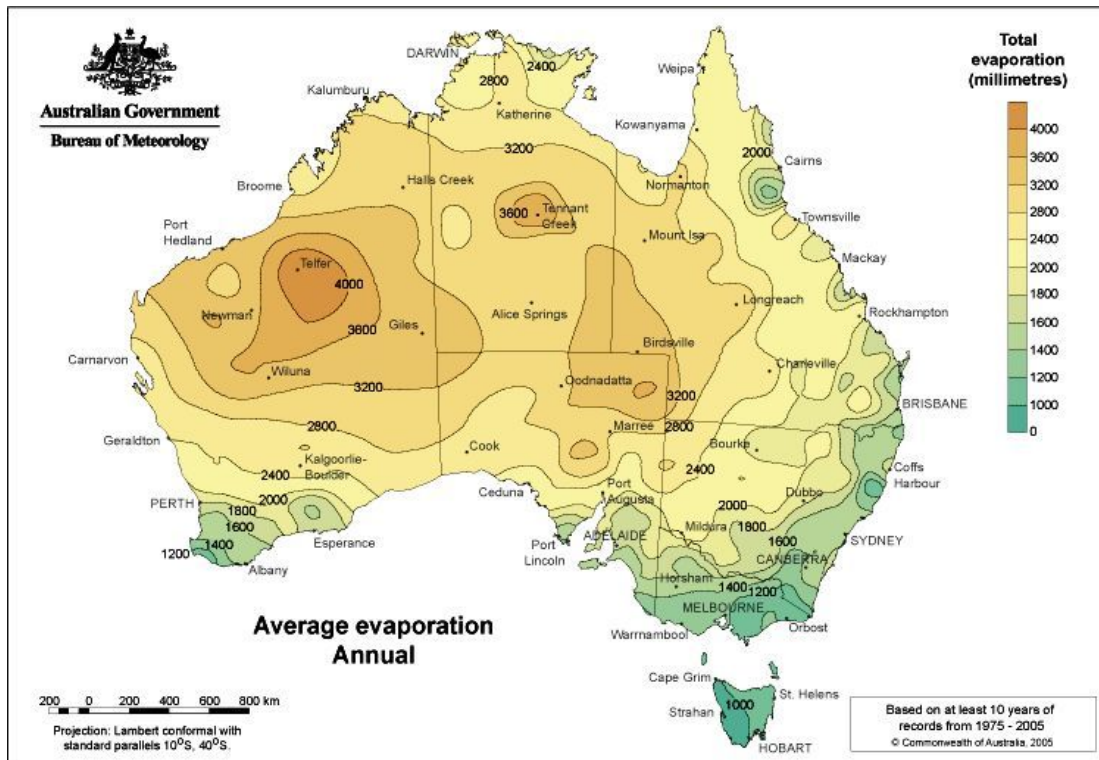 Australian Government
Bureau of Meteorology
Average evaporation
Annual
200 0 200 400 600 800 km
Projection: Lambert conformal with
standard parallels 10°S, 40°S.
Total
evaporation
(millimetres)
4000
3600
3200
2800
2400
2000
1800
1600
1400
1200
1000
0
Based on at least 10 years of
records from 1975 - 2005
© Commonwealth of Australia, 2005
DARWIN
2400
2800
Weipa
Kalumburu
Katherine
Kowanyama
3200
2000
Cairns
Halls Creek
Normanton
Broome
3600
Tennant
Creek
Townsville
Port
Hedland
Mount Isa
Mackay
Telfer
4000
Longreach
Newman
Alice Springs
Rockhampton
3600
Giles
Birdsville
Carnarvon
Charleville
Wiluna
3200
Oodnadatta
3200
BRISBANE
2800
Marree
2800
Geraldton
Cook
Bourke
Kalgoorlie-
Boulder
2400
2400
Coffs
Harbour
PERTH
2000
Ceduna
Port
Augusta
2000
Dubbo
1800
1600
Mildura
1800
SYDNEY
1200
1400
Esperance
Port
Lincoln
ADELAIDE
1600
CANBERRA
Albany
Horsham
1400
1200
MELBOURNE
Warrnambool
Orbost
Cape Grim
St. Helens
1000
Strahan
HOBART